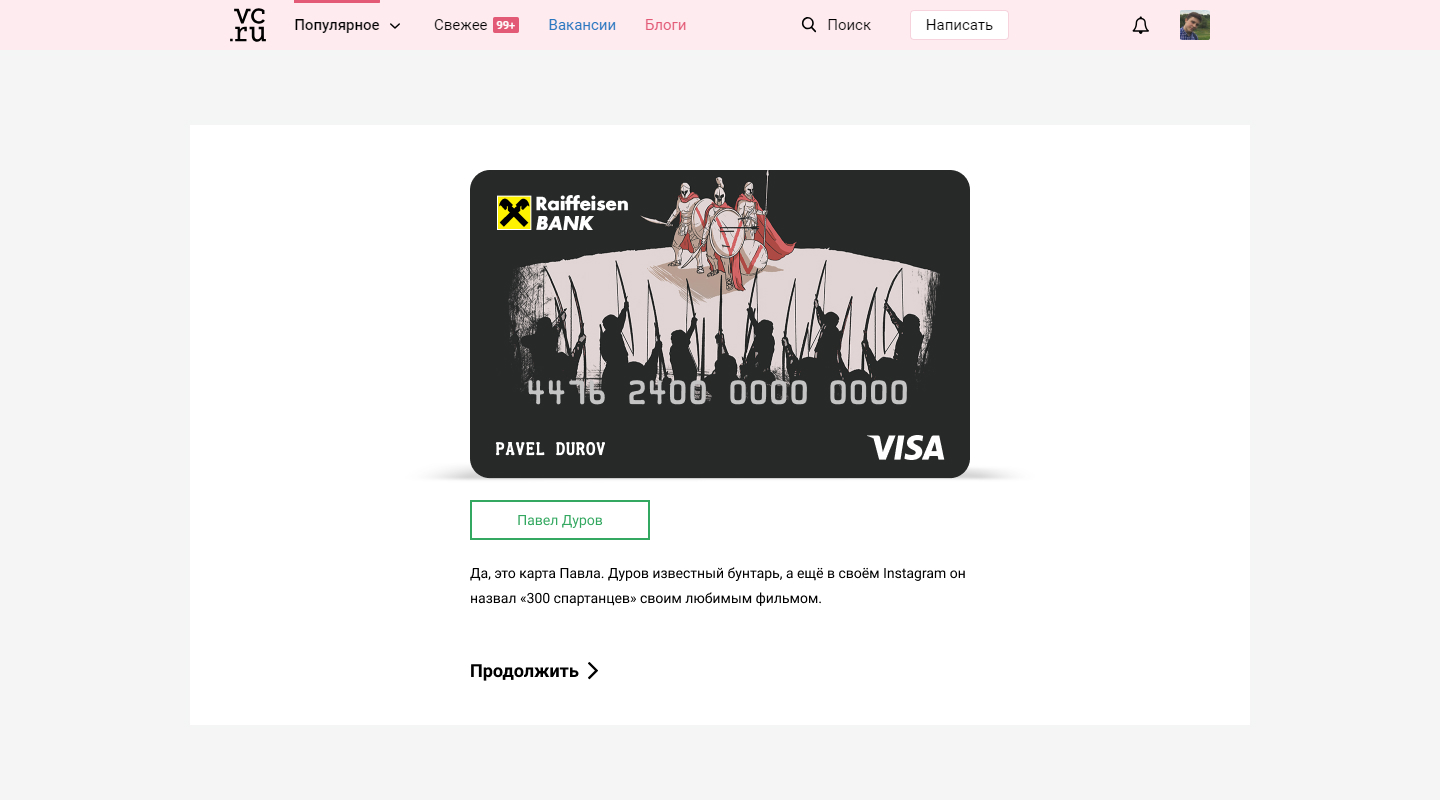 vc
.ru
Популярное
Свежее 99+
Вакансии
Блоги
Поиск
Написать
Raiffeisen
BANK
4476 2400 0000 0000
PAVEL DUROV
VISA
Павел Дуров
Да, это карта Павла. Дуров известный бунтарь, а ещё в своём Instagram он
назвал «300 спартанцев» своим любимым фильмом.
Продолжить